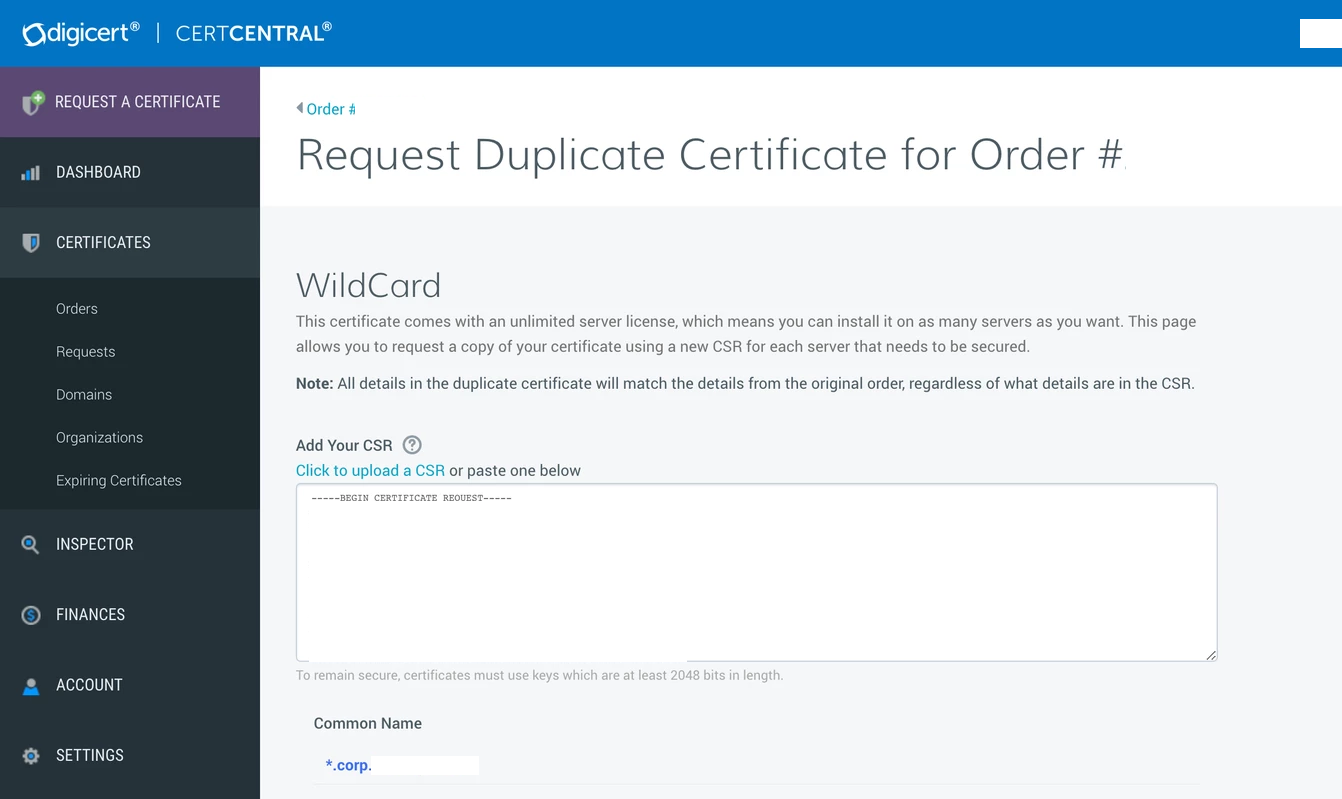 digicert® | CERTCENTRAL®
REQUEST A CERTIFICATE
DASHBOARD
CERTIFICATES
Orders
Requests
Domains
Organizations
Expiring Certificates
INSPECTOR
FINANCES
ACCOUNT
SETTINGS
Order #
Request Duplicate Certificate for Order #
WildCard
This certificate comes with an unlimited server license, which means you can install it on as many servers as you want. This page
allows you to request a copy of your certificate using a new CSR for each server that needs to be secured.
Note: All details in the duplicate certificate will match the details from the original order, regardless of what details are in the CSR.
Add Your CSR ?
Click to upload a CSR or paste one below
-----BEGIN CERTIFICATE REQUEST-----
To remain secure, certificates must use keys which are at least 2048 bits in length.
Common Name
*.corp.